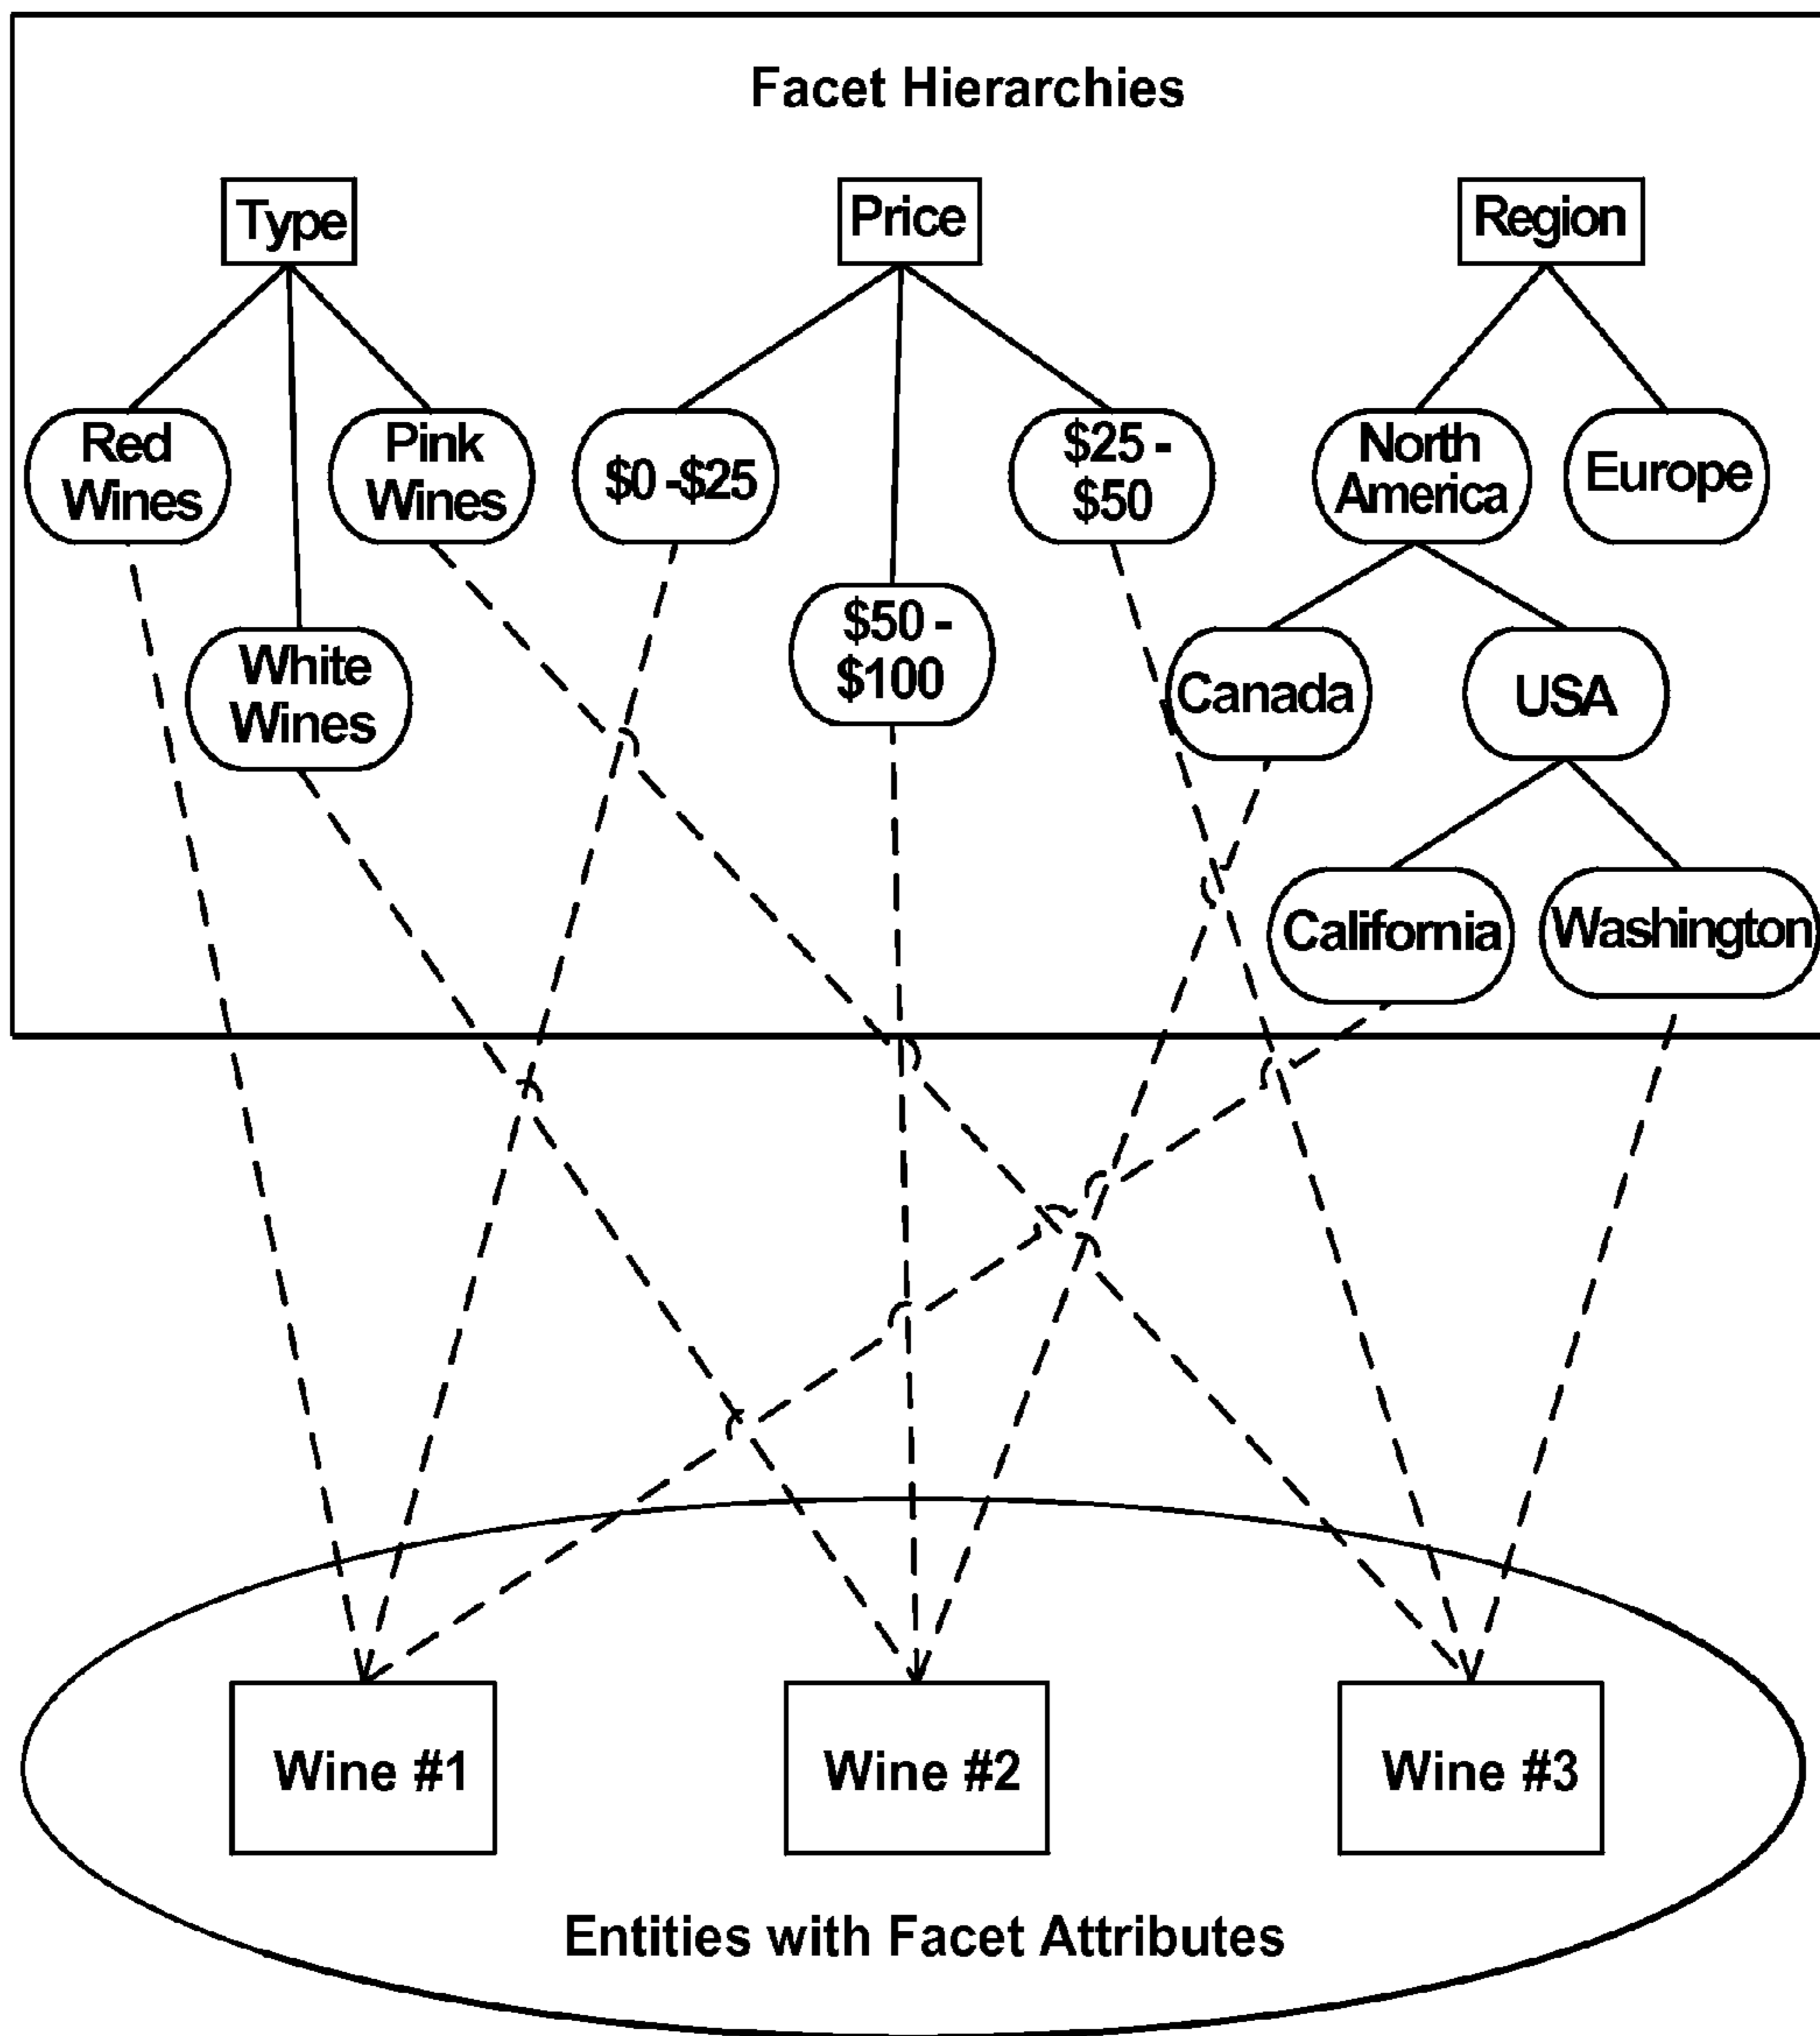 Facet Hierarchies
Type
Price
Region
Red
Wines
Pink
Wines
$0 -$25
$25 -
$50
North
America
Europe
White
Wines
$50 -
$100
Canada
USA
California
Washington
Wine #1
Wine #2
Wine #3
Entities with Facet Attributes